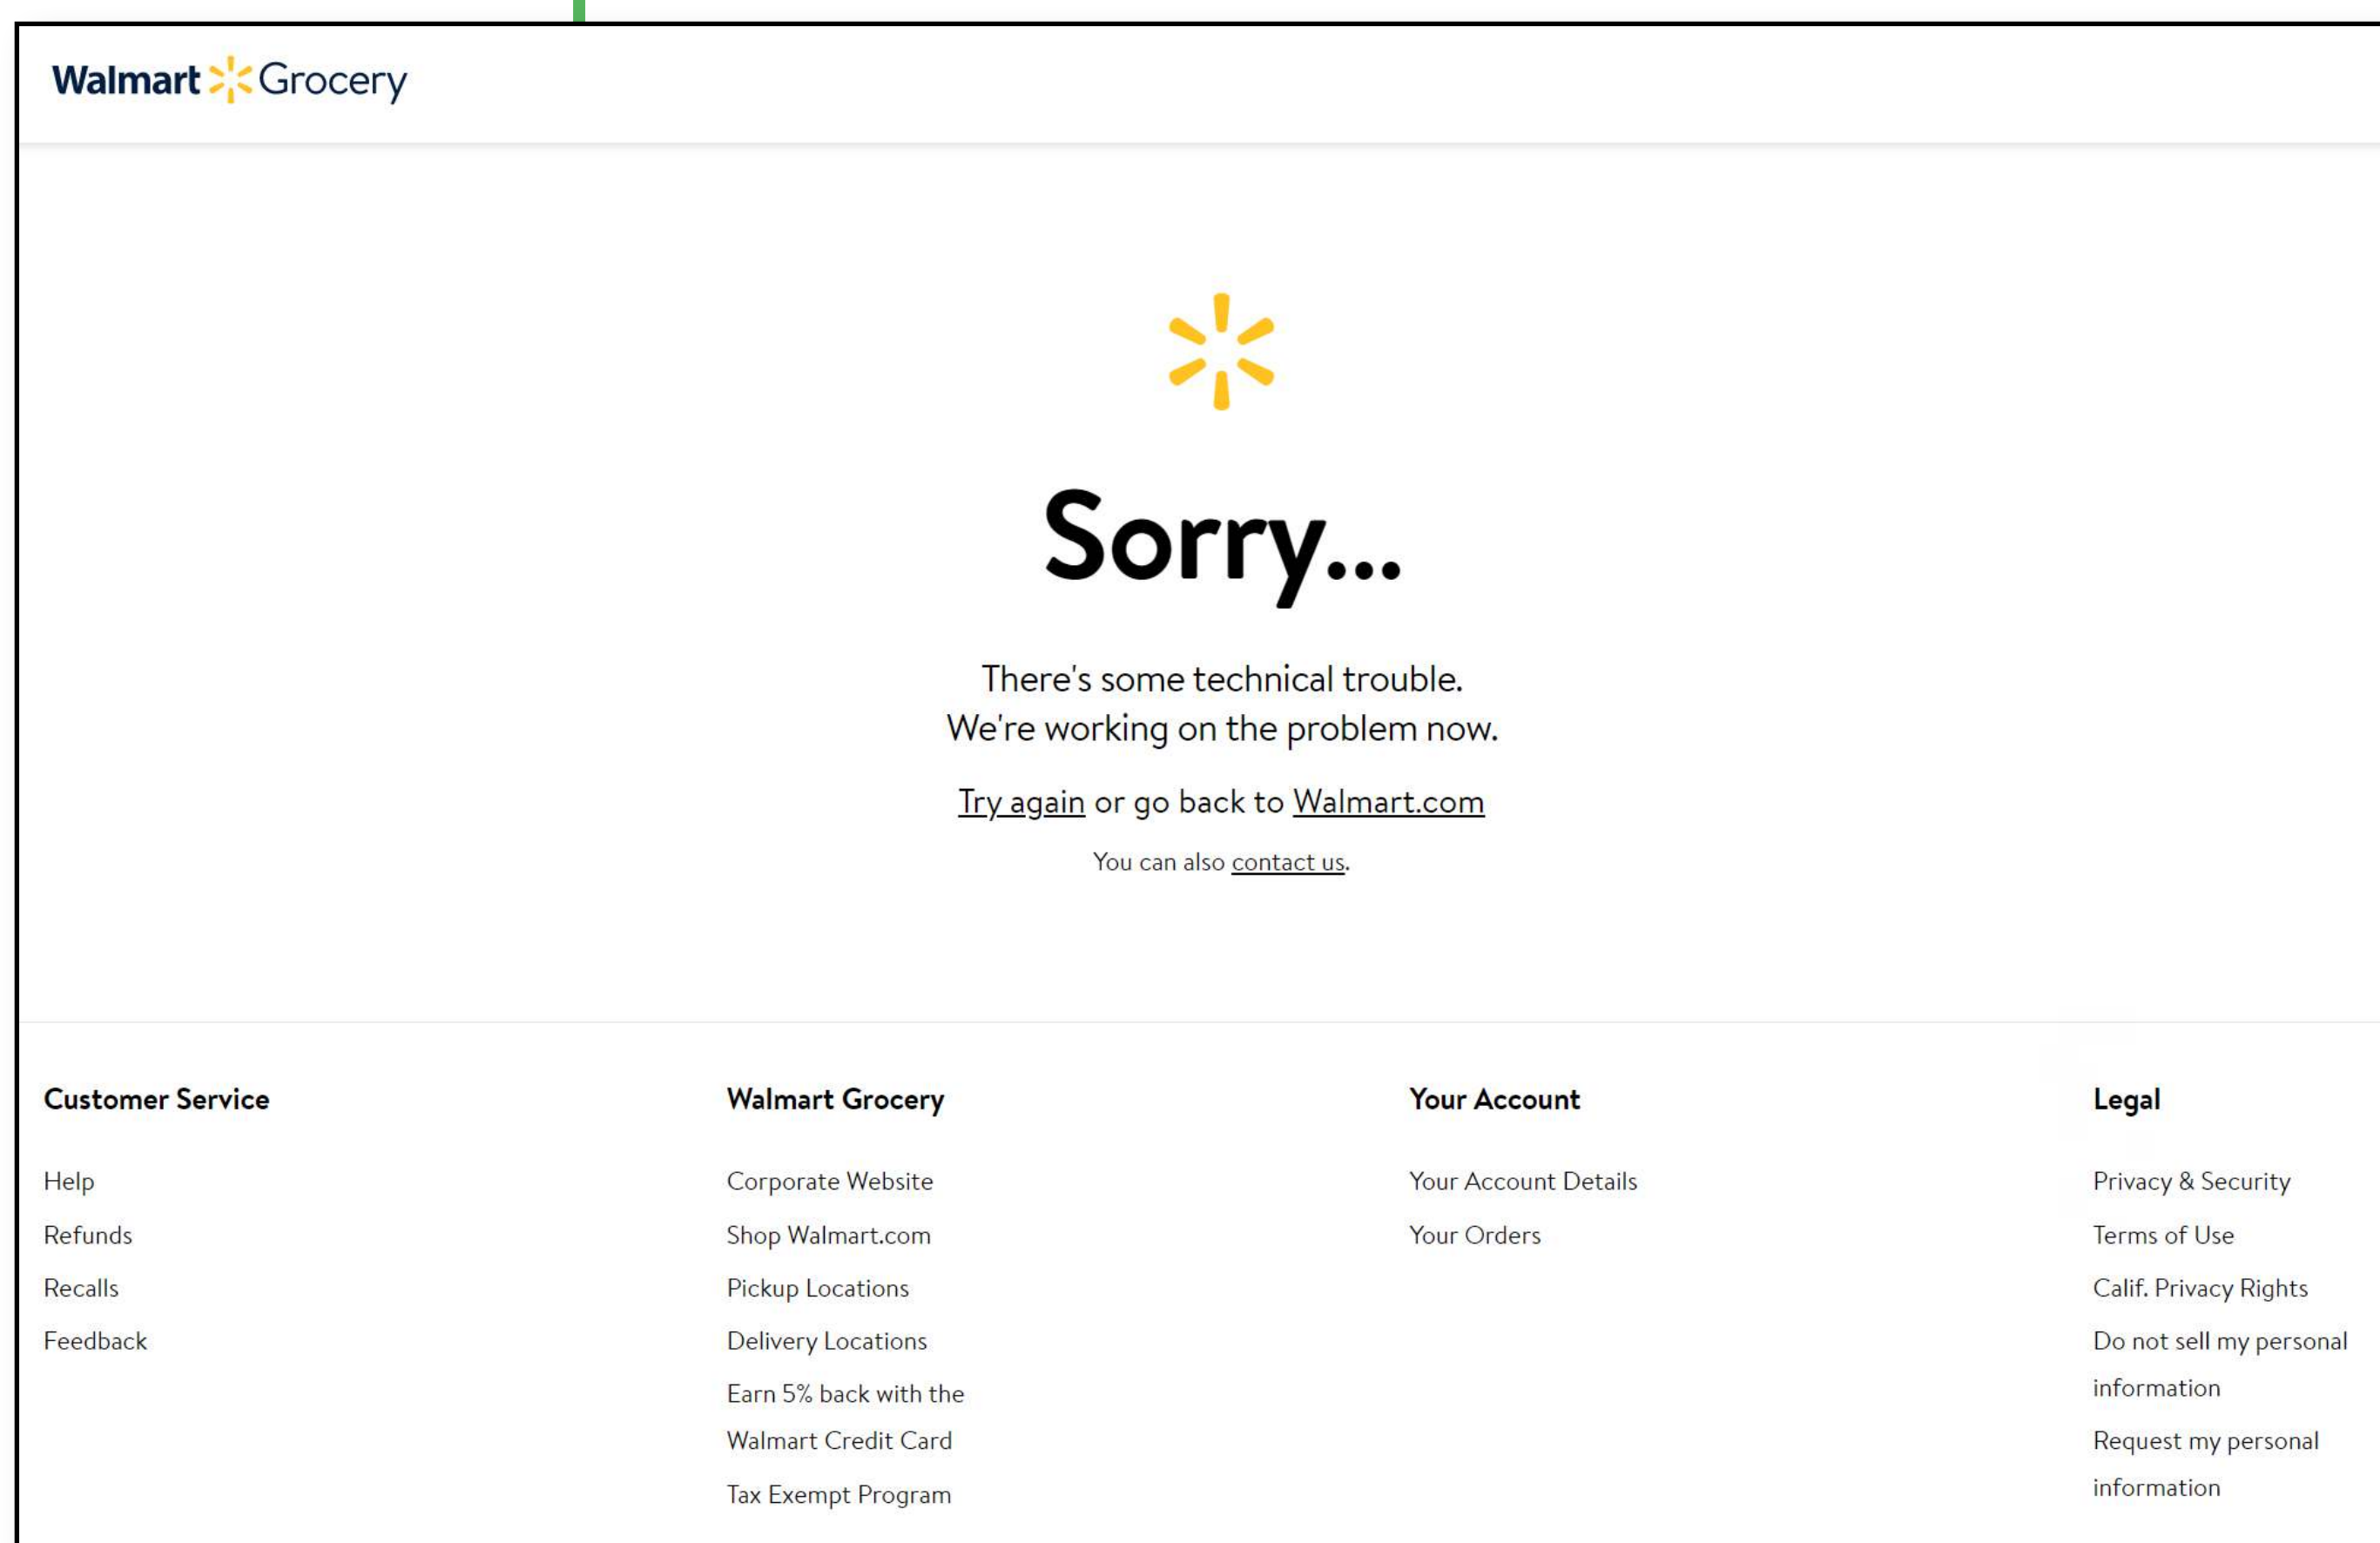 Walmart Grocery
Sorry...
There's some technical trouble.
We're working on the problem now.
Try again or go back to Walmart.com
You can also contact us.
Customer Service
Help
Refunds
Recalls
Feedback
Walmart Grocery
Corporate Website
Shop Walmart.com
Pickup Locations
Delivery Locations
Earn 5% back with the
Walmart Credit Card
Tax Exempt Program
Your Account
Your Account Details
Your Orders
Legal
Privacy & Security
Terms of Use
Calif. Privacy Rights
Do not sell my personal
information
Request my personal
information